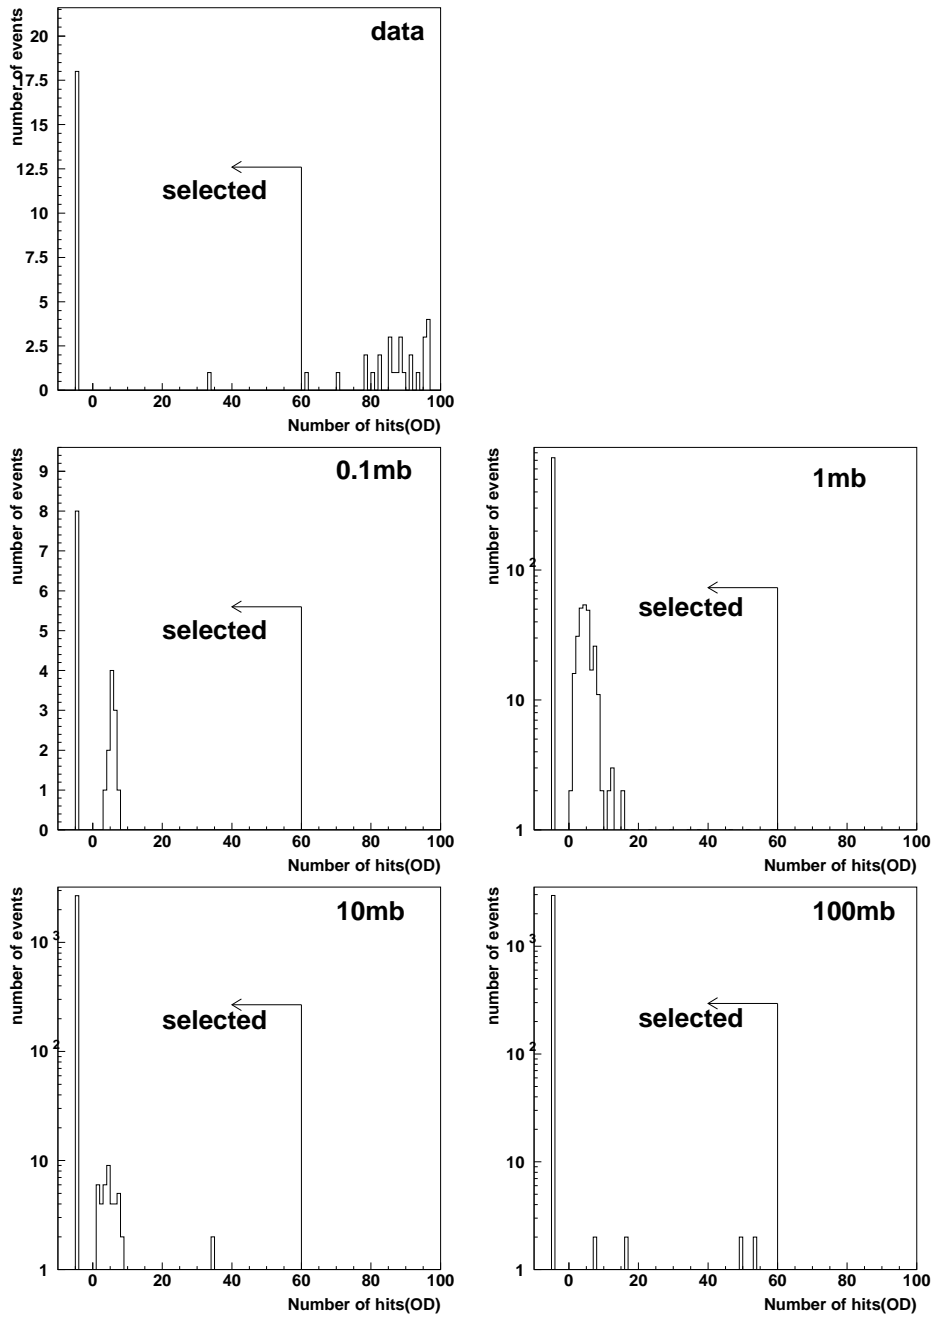 data
number of events
20
17.5
15
12.5
10
7.5
5
2.5
0
selected
0 20 40 60 80 100
Number of hits(OD)
0.1mb
number of events
9
8
7
6
5
4
3
2
1
0
selected
0 20 40 60 80 100
Number of hits(OD)
1mb
number of events
10 2
10
1
selected
0 20 40 60 80 100
Number of hits(OD)
10mb
number of events
10 3
10 2
10
1
selected
0 20 40 60 80 100
Number of hits(OD)
100mb
number of events
10 3
10 2
10
1
selected
0 20 40 60 80 100
Number of hits(OD)